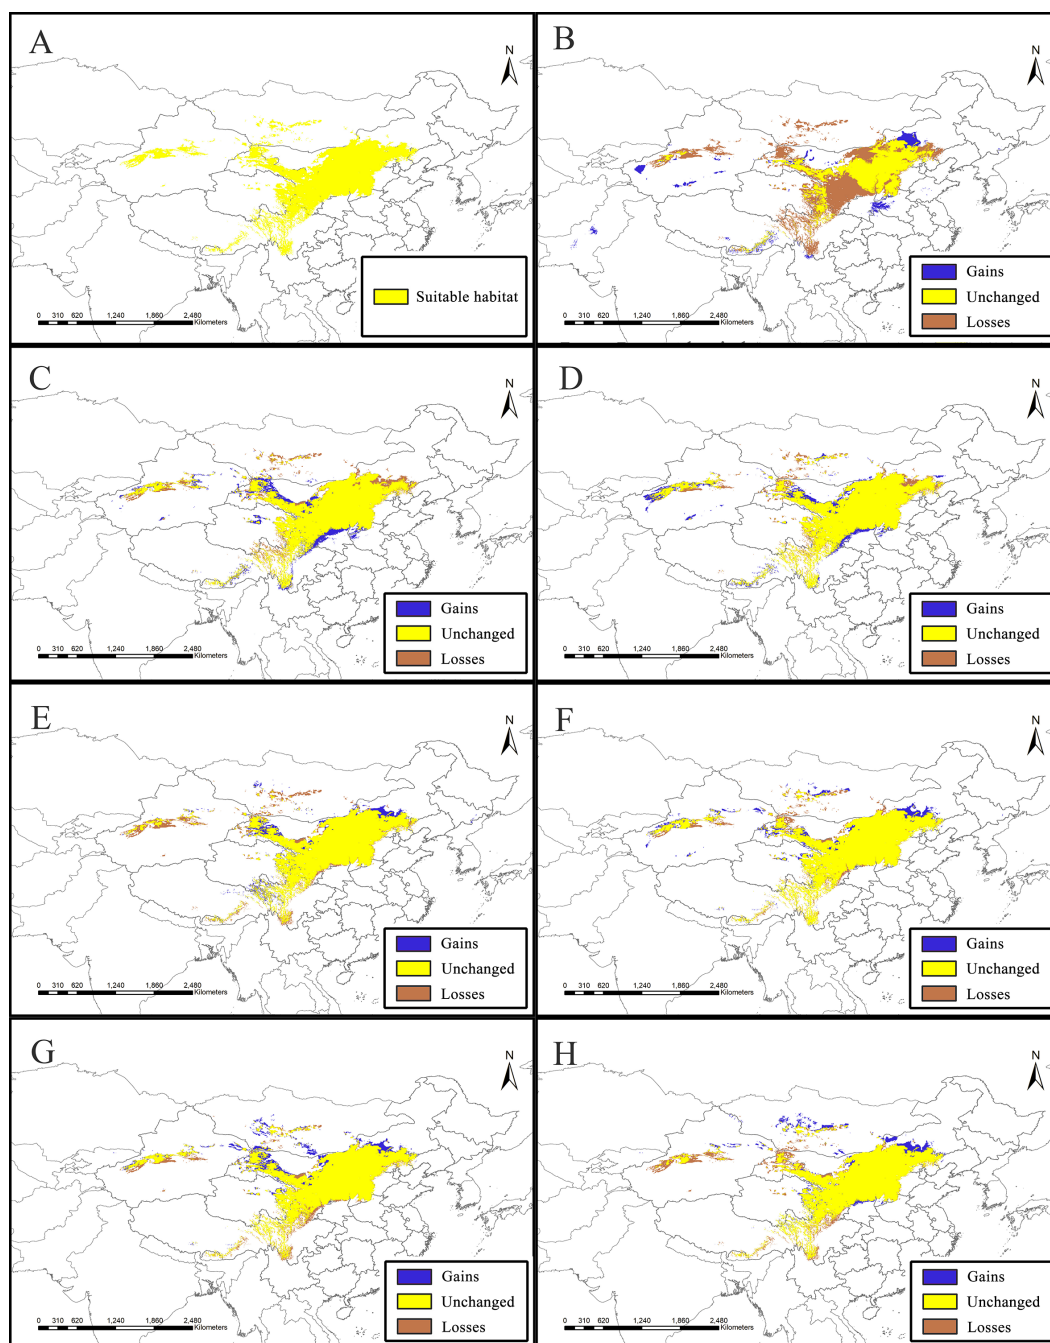 A
N
Suitable habitat
0 310 620 1,240 1,860 2,480
Kilometers
B
N
Gains
Unchanged
Losses
0 310 620 1,240 1,860 2,480
Kilometers
C
N
Gains
Unchanged
Losses
0 310 620 1,240 1,860 2,480
Kilometers
D
N
Gains
Unchanged
Losses
0 310 620 1,240 1,860 2,480
Kilometers
E
N
Gains
Unchanged
Losses
0 310 620 1,240 1,860 2,480
Kilometers
F
N
Gains
Unchanged
Losses
0 310 620 1,240 1,860 2,480
Kilometers
G
N
Gains
Unchanged
Losses
0 310 620 1,240 1,860 2,480
Kilometers
H
N
Gains
Unchanged
Losses
0 310 620 1,240 1,860 2,480
Kilometers